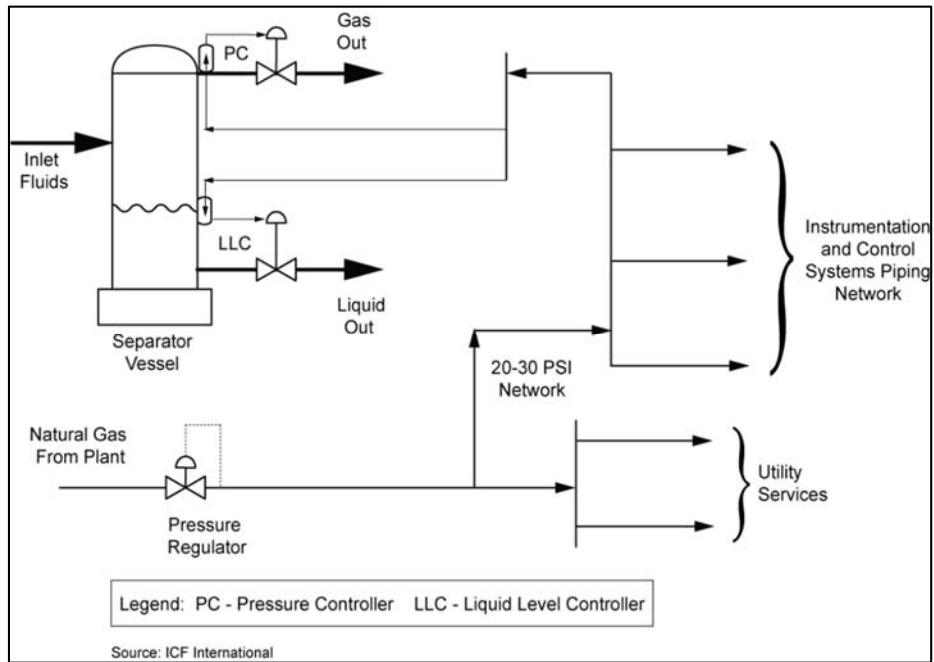 Gas
Out
PC
Inlet
Fluids
LLC
Liquid
Out
Separator
Vessel
Instrumentation
and Control
Systems Piping
Network
20-30 PSI
Network
Natural Gas
From Plant
Pressure
Regulator
Utility
Services
Legend: PC - Pressure Controller LLC - Liquid Level Controller
Source: ICF International